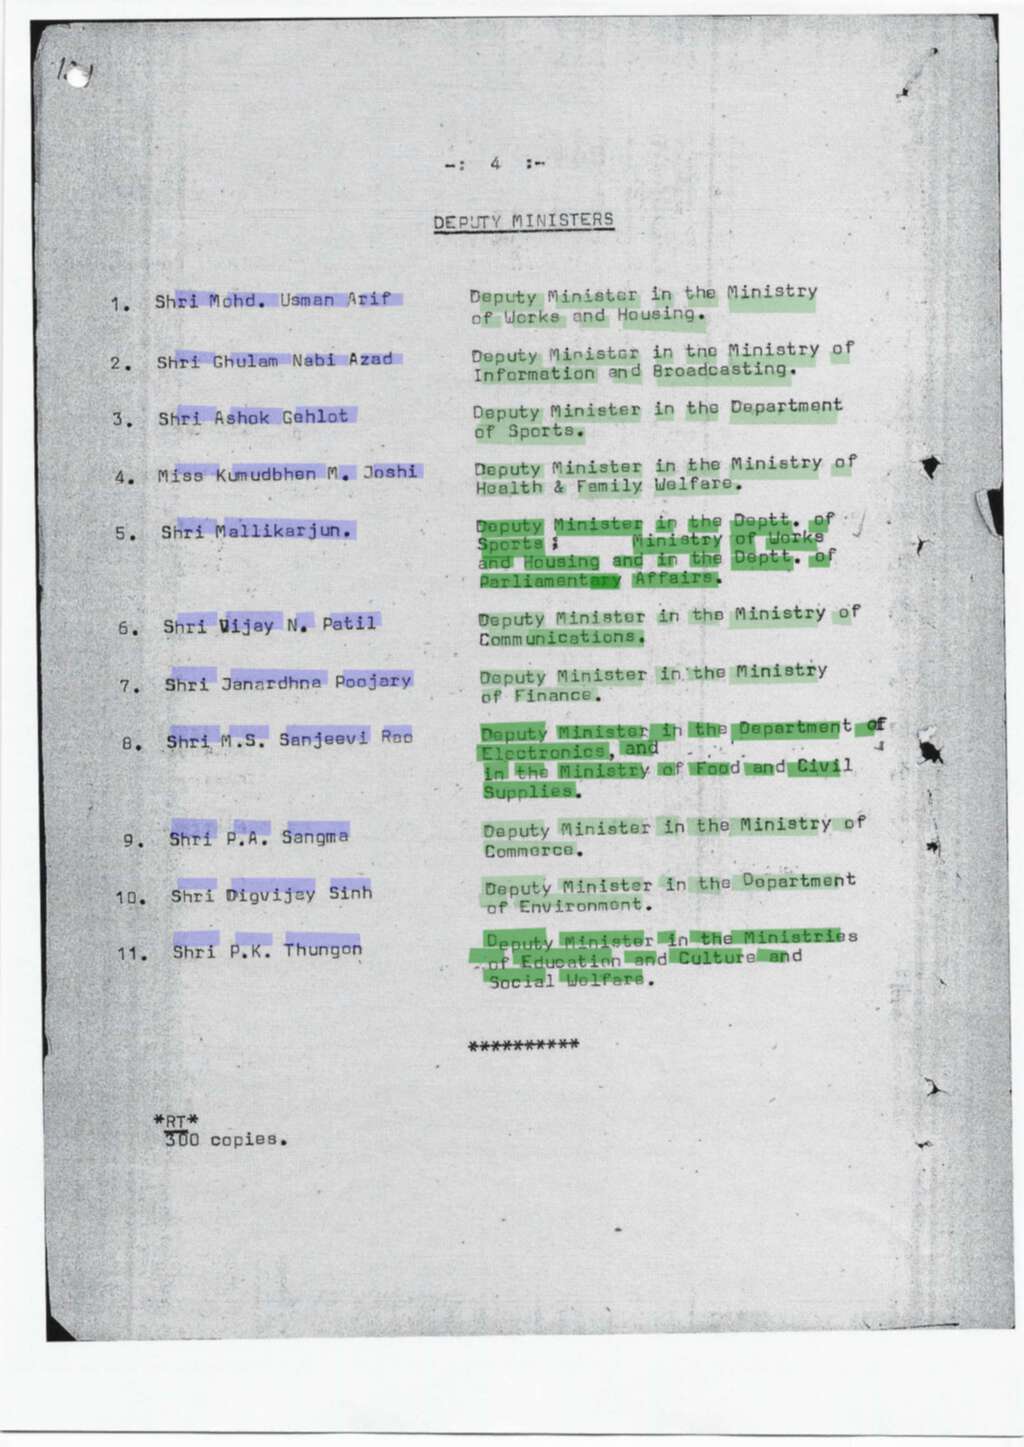 -: 4 :-
DEPUTY MINISTERS
1. Shri Mohd. Usman Arif Deputy Minister in the Ministry
of Works and Housing.
2. Shri Ghulam Nabi Azad Deputy Minister in the Ministry of
Information and Broadcasting.
3. Shri Ashok Gehlot Deputy Minister in the Department
of Sports.
4. Miss Kumudbhen M. Joshi Deputy Minister in the Ministry of
Health & Family Welfare.
5. Shri Mallikarjun. Deputy Minister in the Deptt. of
Sports ; Ministry of Works
and Housing and in the Deptt. of
Parliamentary Affairs.
6. Shri Vijay N. Patil Deputy Minister in the Ministry of
Communications.
7. Shri Janardhna Poojary Deputy Minister in the Ministry
of Finance.
8. Shri M.S. Sanjeevi Rao Deputy Minister in the Department of
Electronics, and
in the Ministry of Food and Civil
Supplies.
9. Shri P.A. Sangma Deputy Minister in the Ministry of
Commerce.
10. Shri Digvijay Sinh Deputy Minister in the Department
of Environment.
11. Shri P.K. Thungon Deputy Minister in the Ministries
of Education and Culture and
Social Welfare.
**********
*RT*
300 copies.